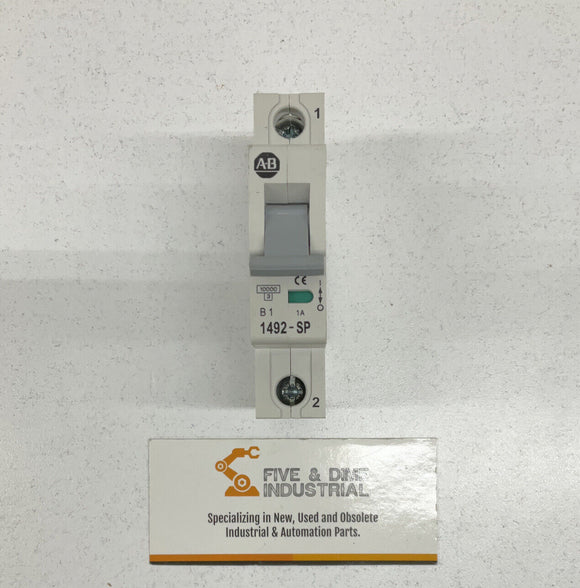 1
A-B
CE
10000
3
I
O
B 1 1A
1492-SP
2
FIVE & DIME
INDUSTRIAL
Specializing in New, Used and Obsolete
Industrial & Automation Parts.